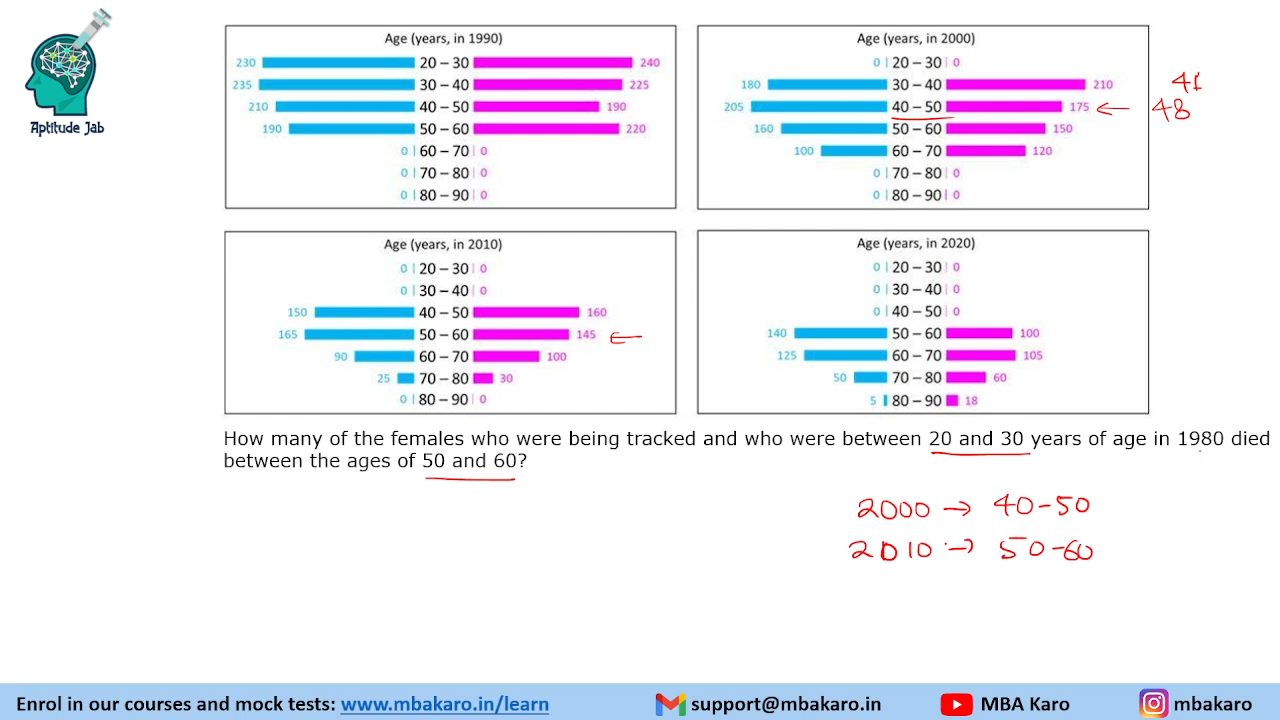 Aptitude Jab
Age (years, in 1990)
230 20 – 30 240
235 30 – 40 225
210 40 – 50 190
190 50 – 60 220
0 60 – 70 0
0 70 – 80 0
0 80 – 90 0
Age (years, in 2000)
0 20 – 30 0
180 30 – 40 210
205 40 – 50 175
160 50 – 60 150
100 60 – 70 120
0 70 – 80 0
0 80 – 90 0
41
← 48
Age (years, in 2010)
0 20 – 30 0
0 30 – 40 0
150 40 – 50 160
165 50 – 60 145 ←
90 60 – 70 100
25 70 – 80 30
0 80 – 90 0
Age (years, in 2020)
0 20 – 30 0
0 30 – 40 0
0 40 – 50 0
140 50 – 60 100
125 60 – 70 105
50 70 – 80 60
5 80 – 90 18
How many of the females who were being tracked and who were between 20 and 30 years of age in 1980 died
between the ages of 50 and 60?
2000 → 40-50
2010 → 50-60
Enrol in our courses and mock tests: www.mbakaro.in/learn support@mbakaro.in MBA Karo mbakaro